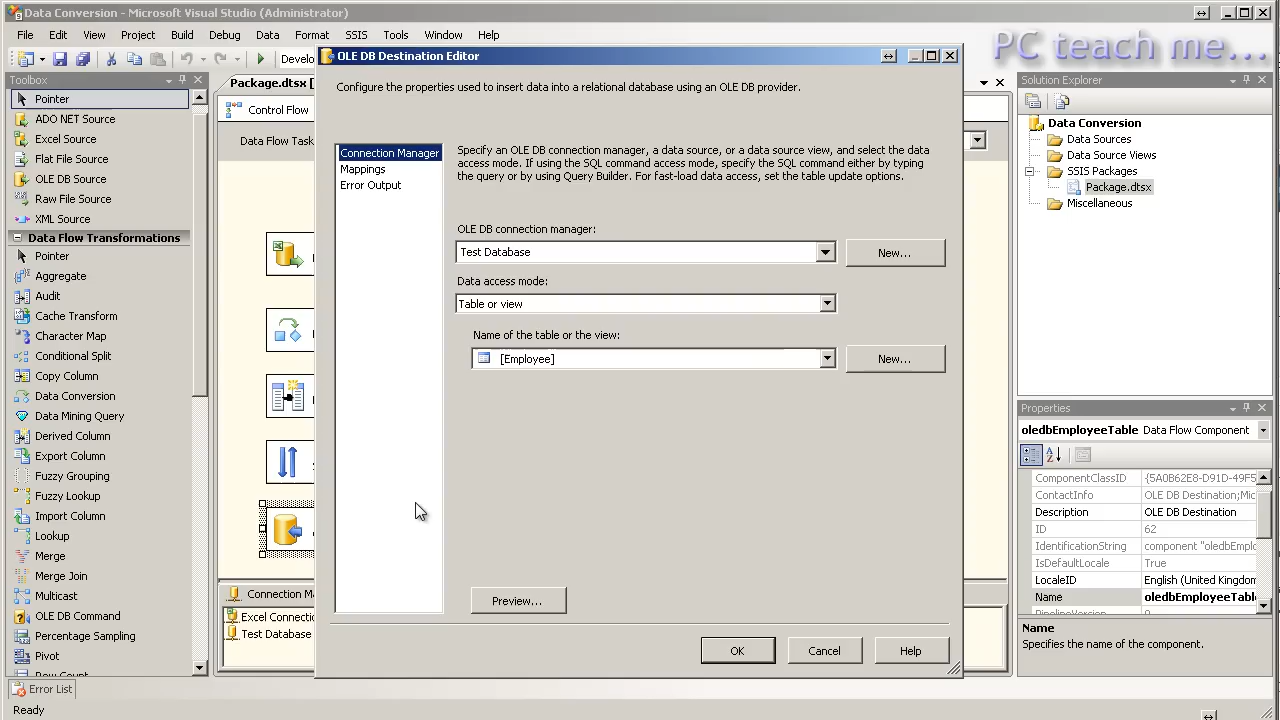 Data Conversion - Microsoft Visual Studio (Administrator)
File Edit View Project Build Debug Data Format SSIS Tools Window Help
PC teach me...
Develo
Toolbox
Pointer
ADO NET Source
Excel Source
Flat File Source
OLE DB Source
Raw File Source
XML Source
Data Flow Transformations
Pointer
Aggregate
Audit
Cache Transform
Character Map
Conditional Split
Copy Column
Data Conversion
Data Mining Query
Derived Column
Export Column
Fuzzy Grouping
Fuzzy Lookup
Import Column
Lookup
Merge
Merge Join
Multicast
OLE DB Command
Percentage Sampling
Pivot
Row Count
Error List
Ready
Package.dtsx [
Control Flow
Data Flow Task
Connection M
Excel Connecti
Test Database
OLE DB Destination Editor
Configure the properties used to insert data into a relational database using an OLE DB provider.
Connection Manager
Mappings
Error Output
Specify an OLE DB connection manager, a data source, or a data source view, and select the data
access mode. If using the SQL command access mode, specify the SQL command either by typing
the query or by using Query Builder. For fast-load data access, set the table update options.
OLE DB connection manager:
Test Database
New...
Data access mode:
Table or view
Name of the table or the view:
[Employee]
New...
Preview...
OK Cancel Help
Solution Explorer
Data Conversion
Data Sources
Data Source Views
SSIS Packages
Package.dtsx
Miscellaneous
Properties
oledbEmployeeTable Data Flow Component
ComponentClassID {5A0B62E8-D91D-49F5
ContactInfo OLE DB Destination;Mic
Description OLE DB Destination
ID 62
IdentificationString component "oledbEmplo
IsDefaultLocale True
LocaleID English (United Kingdom
Name oledbEmployeeTabl
PipelineVersion 0
Name
Specifies the name of the component.